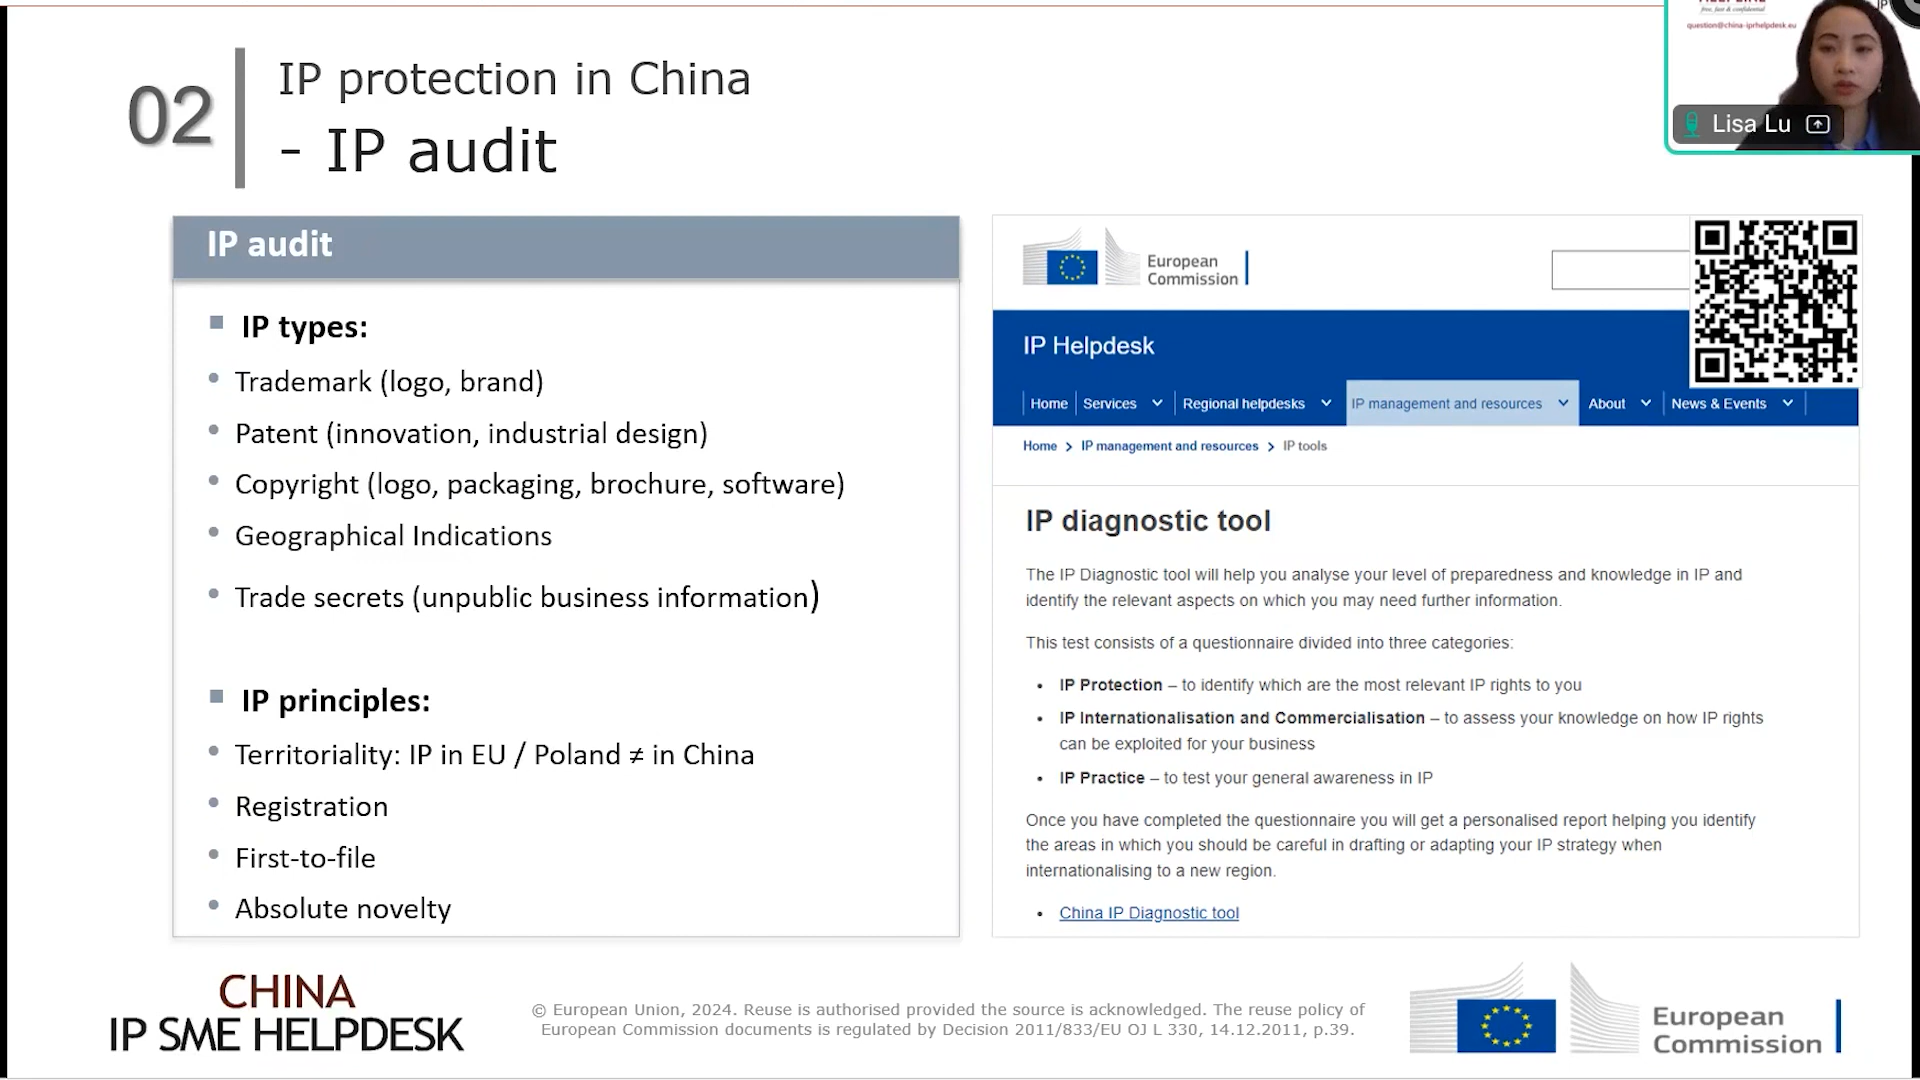 02
IP protection in China
- IP audit
free, fast & confidential
question@china-iprhelpdesk.eu
Lisa Lu
IP audit
IP types:
Trademark (logo, brand)
Patent (innovation, industrial design)
Copyright (logo, packaging, brochure, software)
Geographical Indications
Trade secrets (unpublic business information)
IP principles:
Territoriality: IP in EU / Poland ≠ in China
Registration
First-to-file
Absolute novelty
European
Commission
IP Helpdesk
Home Services Regional helpdesks IP management and resources About News & Events
Home > IP management and resources > IP tools
IP diagnostic tool
The IP Diagnostic tool will help you analyse your level of preparedness and knowledge in IP and
identify the relevant aspects on which you may need further information.
This test consists of a questionnaire divided into three categories:
IP Protection – to identify which are the most relevant IP rights to you
IP Internationalisation and Commercialisation – to assess your knowledge on how IP rights
can be exploited for your business
IP Practice – to test your general awareness in IP
Once you have completed the questionnaire you will get a personalised report helping you identify
the areas in which you should be careful in drafting or adapting your IP strategy when
internationalising to a new region.
China IP Diagnostic tool
CHINA
IP SME HELPDESK
© European Union, 2024. Reuse is authorised provided the source is acknowledged. The reuse policy of
European Commission documents is regulated by Decision 2011/833/EU OJ L 330, 14.12.2011, p.39.
European
Commission